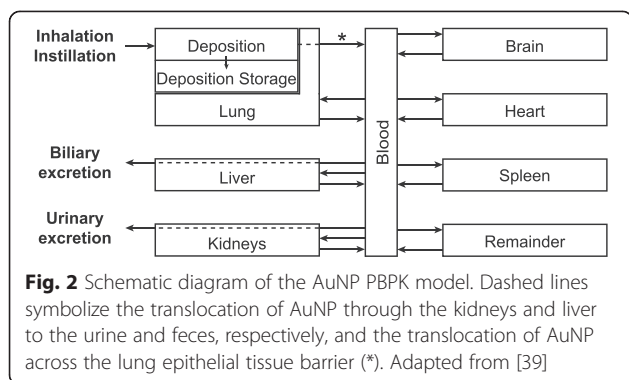 Inhalation
Instillation
Deposition
*
Brain
Deposition Storage
Lung
Heart
Blood
Biliary
excretion
Liver
Spleen
Urinary
excretion
Kidneys
Remainder
Fig. 2 Schematic diagram of the AuNP PBPK model. Dashed lines
symbolize the translocation of AuNP through the kidneys and liver
to the urine and feces, respectively, and the translocation of AuNP
across the lung epithelial tissue barrier (*). Adapted from [39]